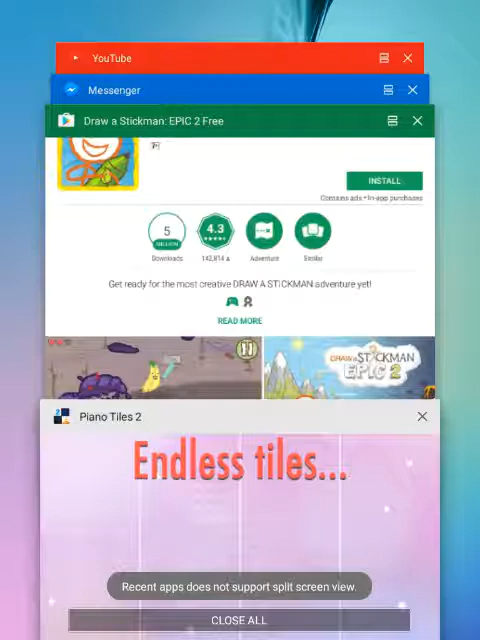 YouTube
Messenger
Draw a Stickman: EPIC 2 Free
INSTALL
Contains ads • In-app purchases
5
MILLION
Downloads
4.3
Adventure
Similar
Get ready for the most creative DRAW A STICKMAN adventure yet!
READ MORE
DRAW A STICKMAN
EPIC 2
Piano Tiles 2
Endless tiles...
Recent apps does not support split screen view.
CLOSE ALL